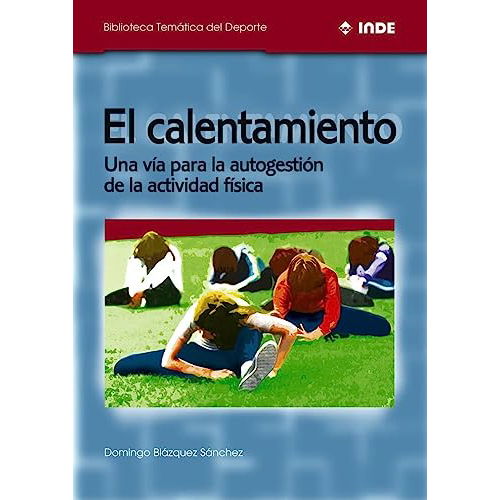 Biblioteca Temática del Deporte
INDE
El calentamiento
Una vía para la autogestión
de la actividad física
Domingo Blázquez Sánchez